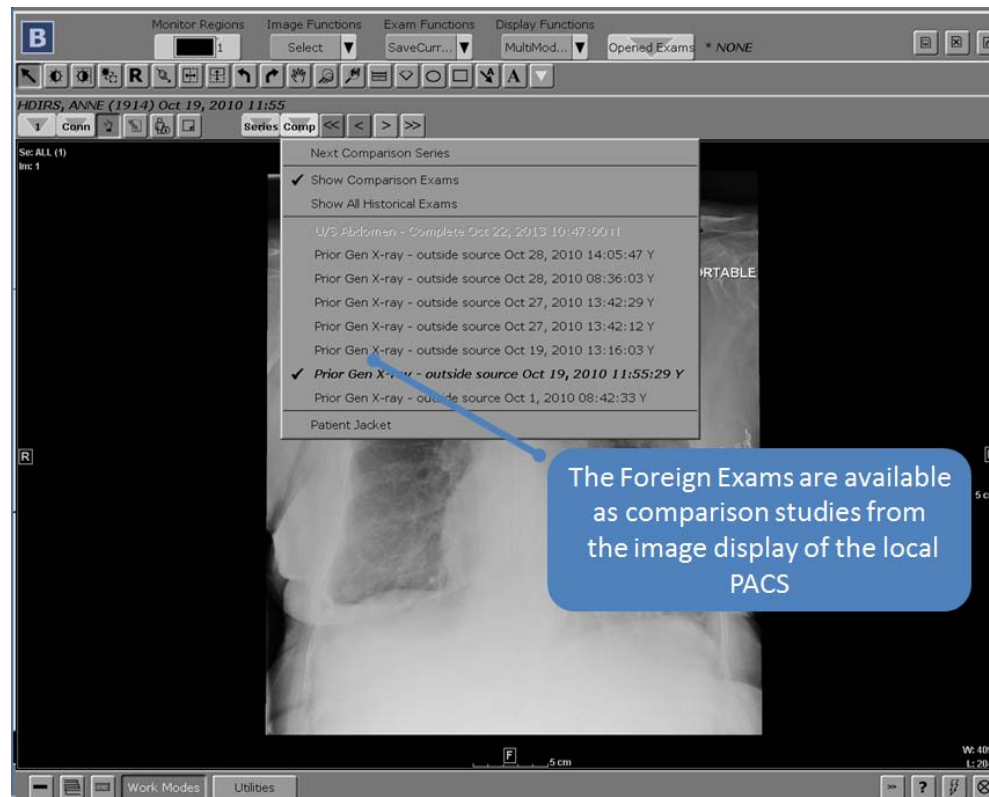 B
Monitor Regions Image Functions Exam Functions Display Functions
1 Select SaveCurr... MultiMod... Opened Exams * NONE
R A
HDIRS, ANNE (1914) Oct 19, 2010 11:55
1 Conn Series Comp << < > >>
Se: ALL (1)
Im: 1
Next Comparison Series
Show Comparison Exams
Show All Historical Exams
U/S Abdomen - Complete Oct 22, 2013 10:47:00 N
Prior Gen X-ray - outside source Oct 28, 2010 14:05:47 Y
Prior Gen X-ray - outside source Oct 28, 2010 08:36:03 Y
Prior Gen X-ray - outside source Oct 27, 2010 13:42:29 Y
Prior Gen X-ray - outside source Oct 27, 2010 13:42:12 Y
Prior Gen X-ray - outside source Oct 19, 2010 13:16:03 Y
Prior Gen X-ray - outside source Oct 19, 2010 11:55:29 Y
Prior Gen X-ray - outside source Oct 1, 2010 08:42:33 Y
Patient Jacket
RTABLE
R
5 c
The Foreign Exams are available
as comparison studies from
the image display of the local
PACS
F
5 cm
W: 409
L: 20
Work Modes Utilities
» ?